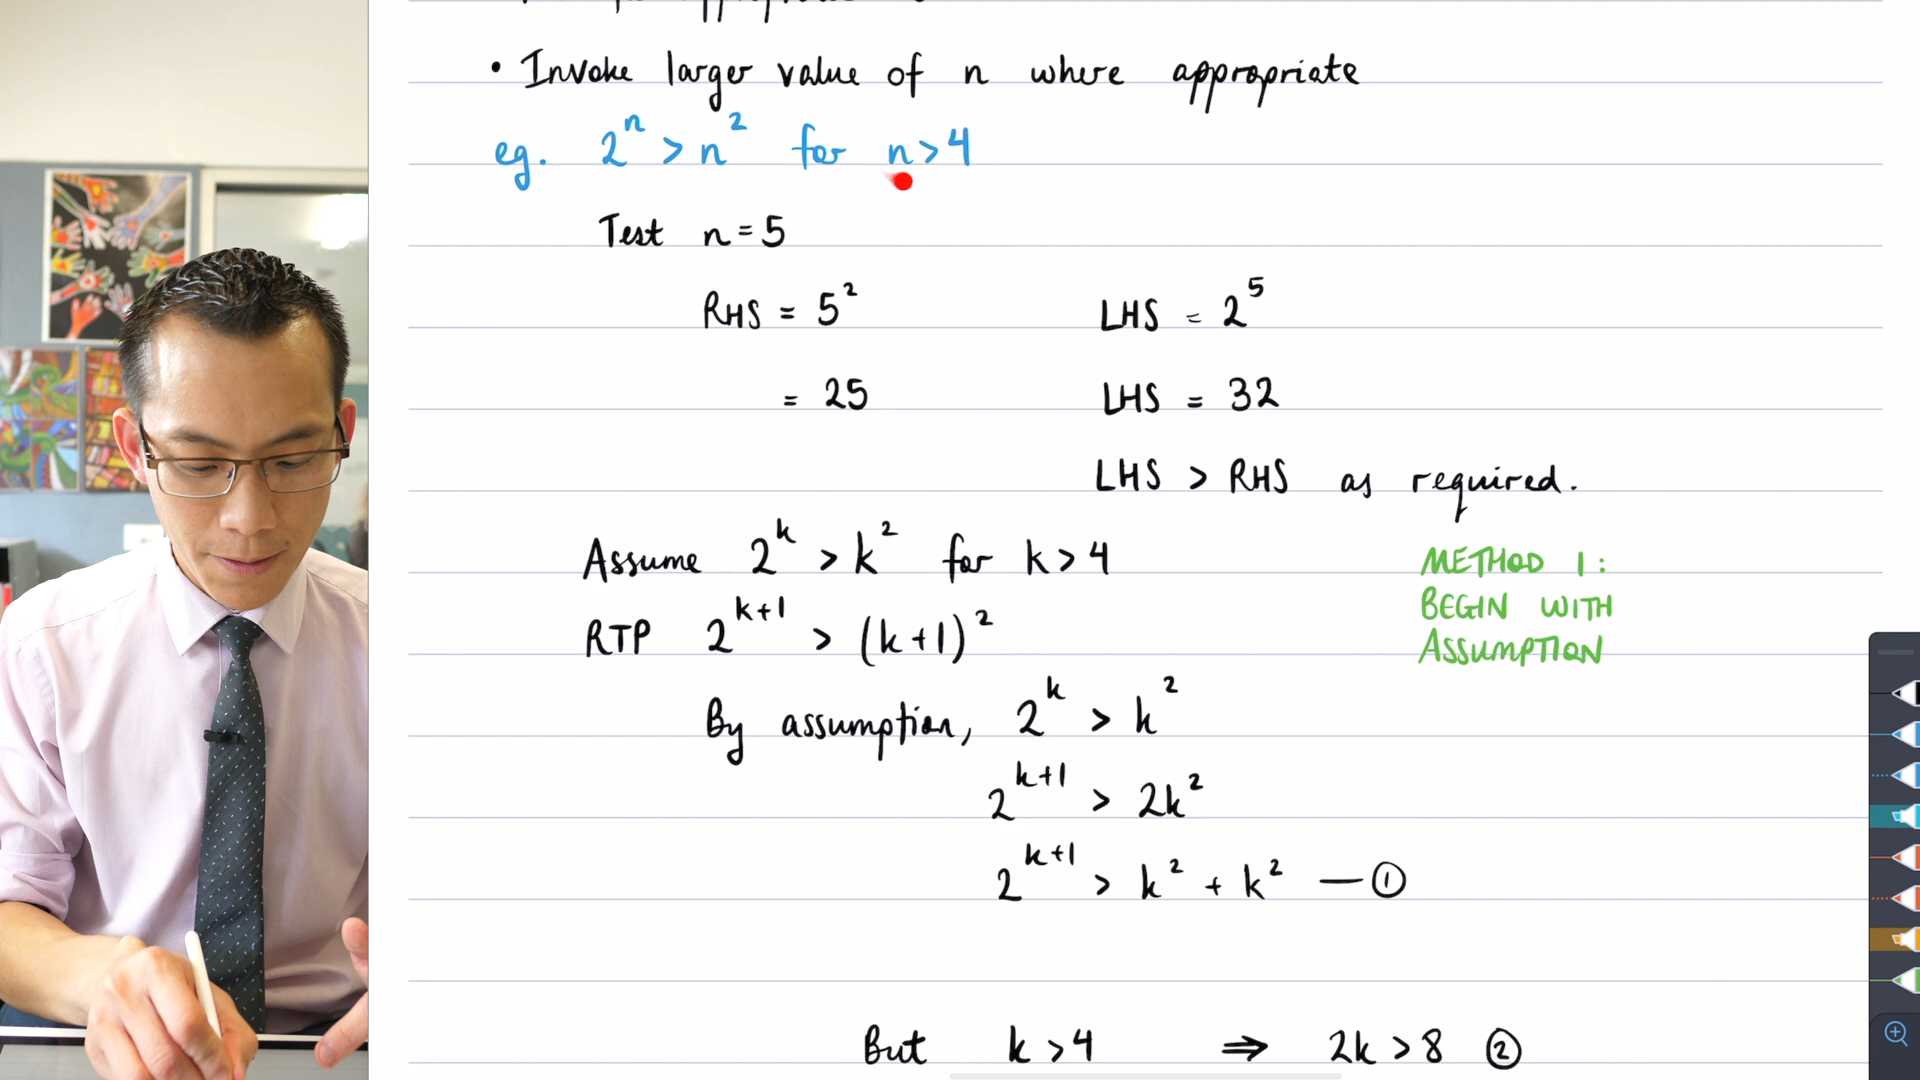 • Invoke larger value of n where appropriate
eg. 2^n > n^2 for n > 4
Test n = 5
RHS = 5^2 LHS = 2^5
= 25 LHS = 32
LHS > RHS as required.
Assume 2^k > k^2 for k > 4
METHOD 1:
BEGIN WITH
ASSUMPTION
RTP 2^{k+1} > (k+1)^2
By assumption, 2^k > k^2
2^{k+1} > 2k^2
2^{k+1} > k^2 + k^2 — ①
But k > 4 ⇒ 2k > 8 ②